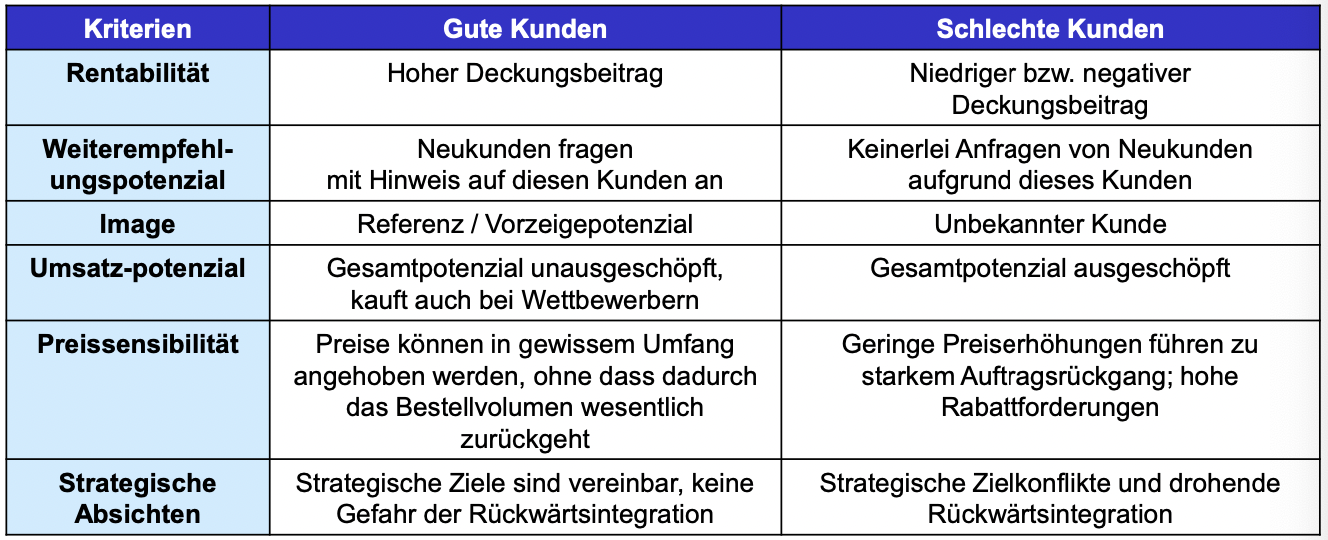 Kriterien
Gute Kunden
Schlechte Kunden
Rentabilität
Hoher Deckungsbeitrag
Niedriger bzw. negativer
Deckungsbeitrag
Weiterempfehl-
ungspotenzial
Neukunden fragen
mit Hinweis auf diesen Kunden an
Keinerlei Anfragen von Neukunden
aufgrund dieses Kunden
Image
Referenz / Vorzeigepotenzial
Unbekannter Kunde
Umsatz-potenzial
Gesamtpotenzial unausgeschöpft,
kauft auch bei Wettbewerbern
Gesamtpotenzial ausgeschöpft
Preissensibilität
Preise können in gewissem Umfang
angehoben werden, ohne dass dadurch
das Bestellvolumen wesentlich
zurückgeht
Geringe Preiserhöhungen führen zu
starkem Auftragsrückgang; hohe
Rabattforderungen
Strategische
Absichten
Strategische Ziele sind vereinbar, keine
Gefahr der Rückwärtsintegration
Strategische Zielkonflikte und drohende
Rückwärtsintegration